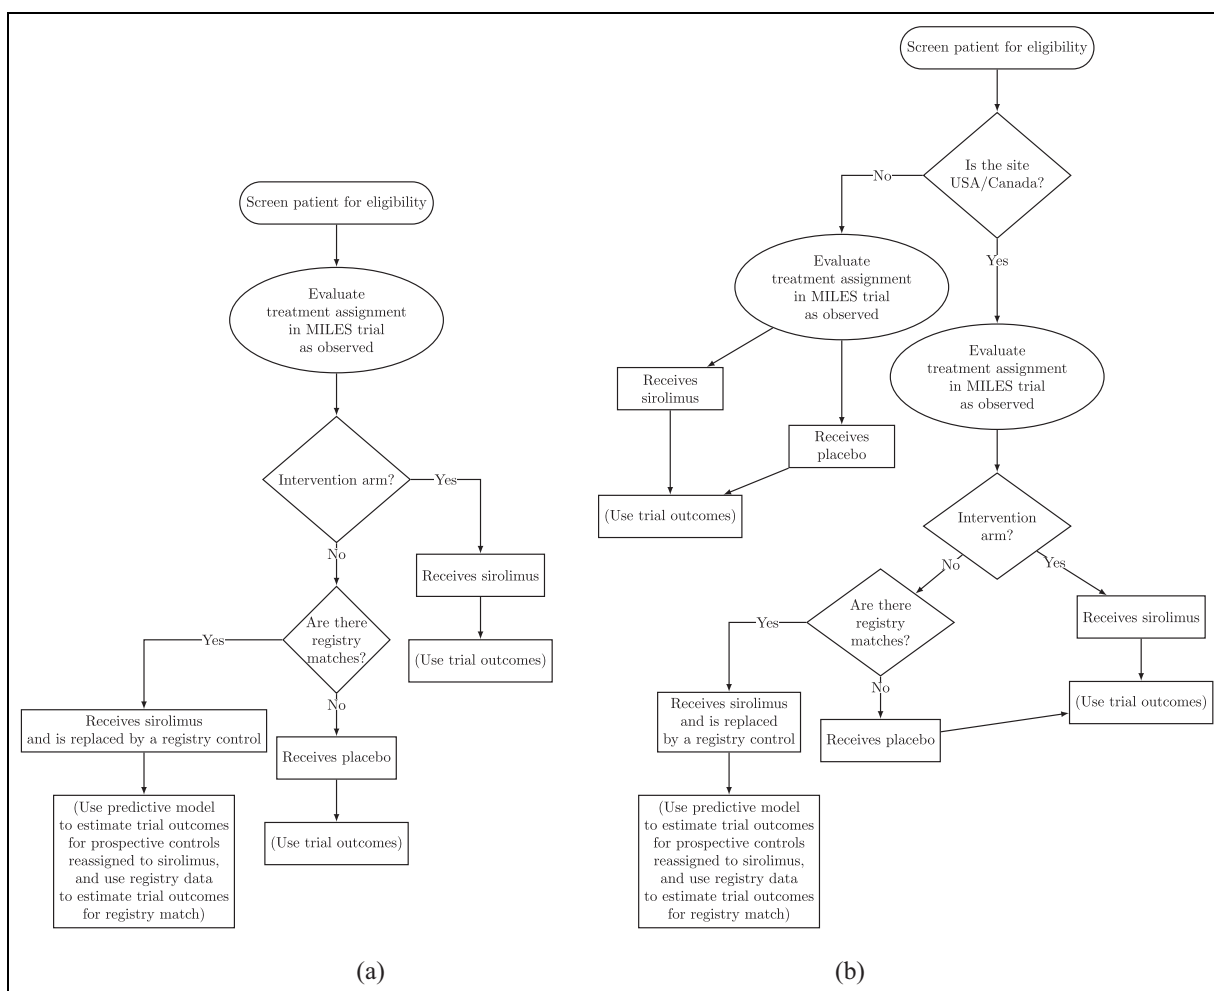 Screen patient for eligibility
Evaluate
treatment assignment
in MILES trial
as observed
Intervention arm?
Yes
No
Receives sirolimus
(Use trial outcomes)
Are there
registry
matches?
Yes
No
Receives sirolimus
and is replaced by a registry control
Receives placebo
(Use predictive model
to estimate trial outcomes
for prospective controls
reassigned to sirolimus,
and use registry data
to estimate trial outcomes
for registry match)
(Use trial outcomes)
(a)
Screen patient for eligibility
Is the site
USA/Canada?
No
Yes
Evaluate
treatment assignment
in MILES trial
as observed
Receives
sirolimus
Receives
placebo
(Use trial outcomes)
Evaluate
treatment assignment
in MILES trial
as observed
Intervention
arm?
No
Yes
Are there
registry
matches?
Receives sirolimus
Yes
No
(Use trial outcomes)
Receives sirolimus
and is replaced
by a registry control
Receives placebo
(Use predictive model
to estimate trial outcomes
for prospective controls
reassigned to sirolimus,
and use registry data
to estimate trial outcomes
for registry match)
(b)